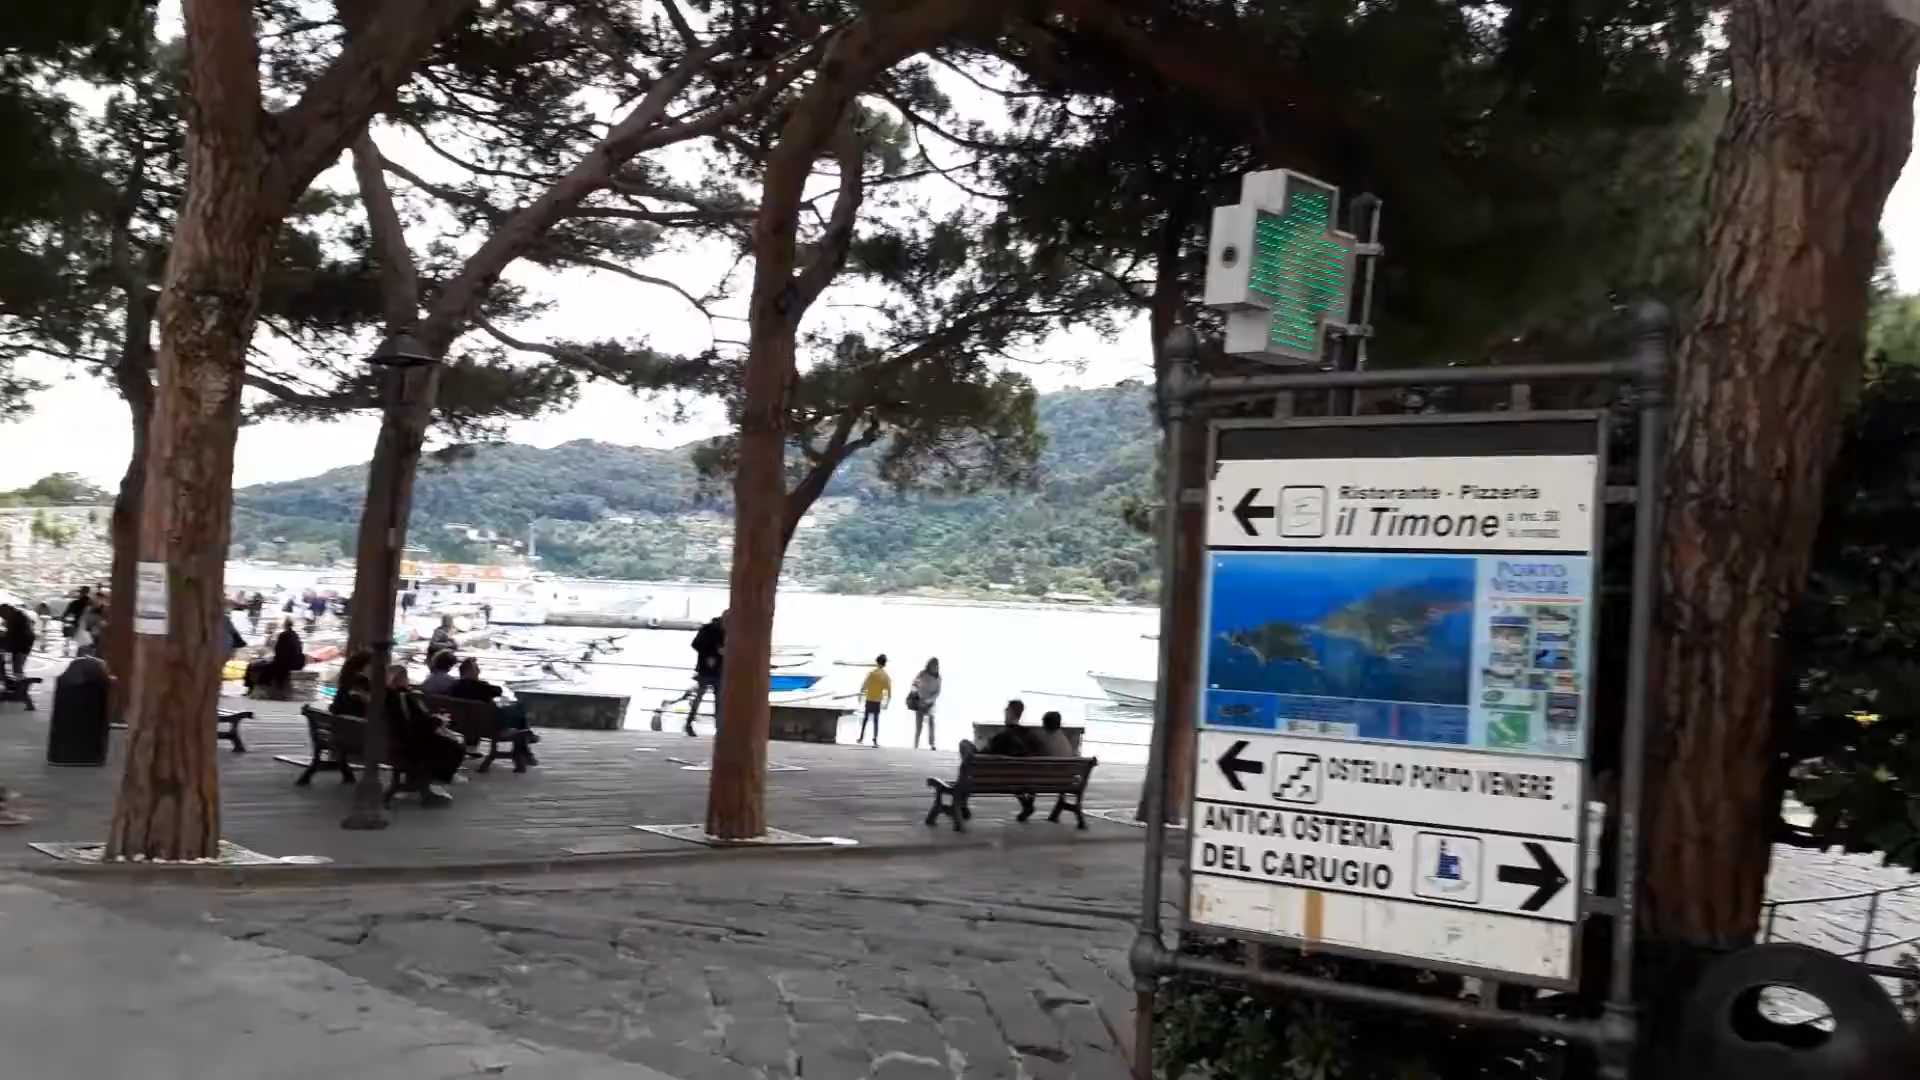 Ristorante - Pizzeria
il Timone
PORTO
VENERE
OSTELLO PORTO VENERE
ANTICA OSTERIA
DEL CARUGIO